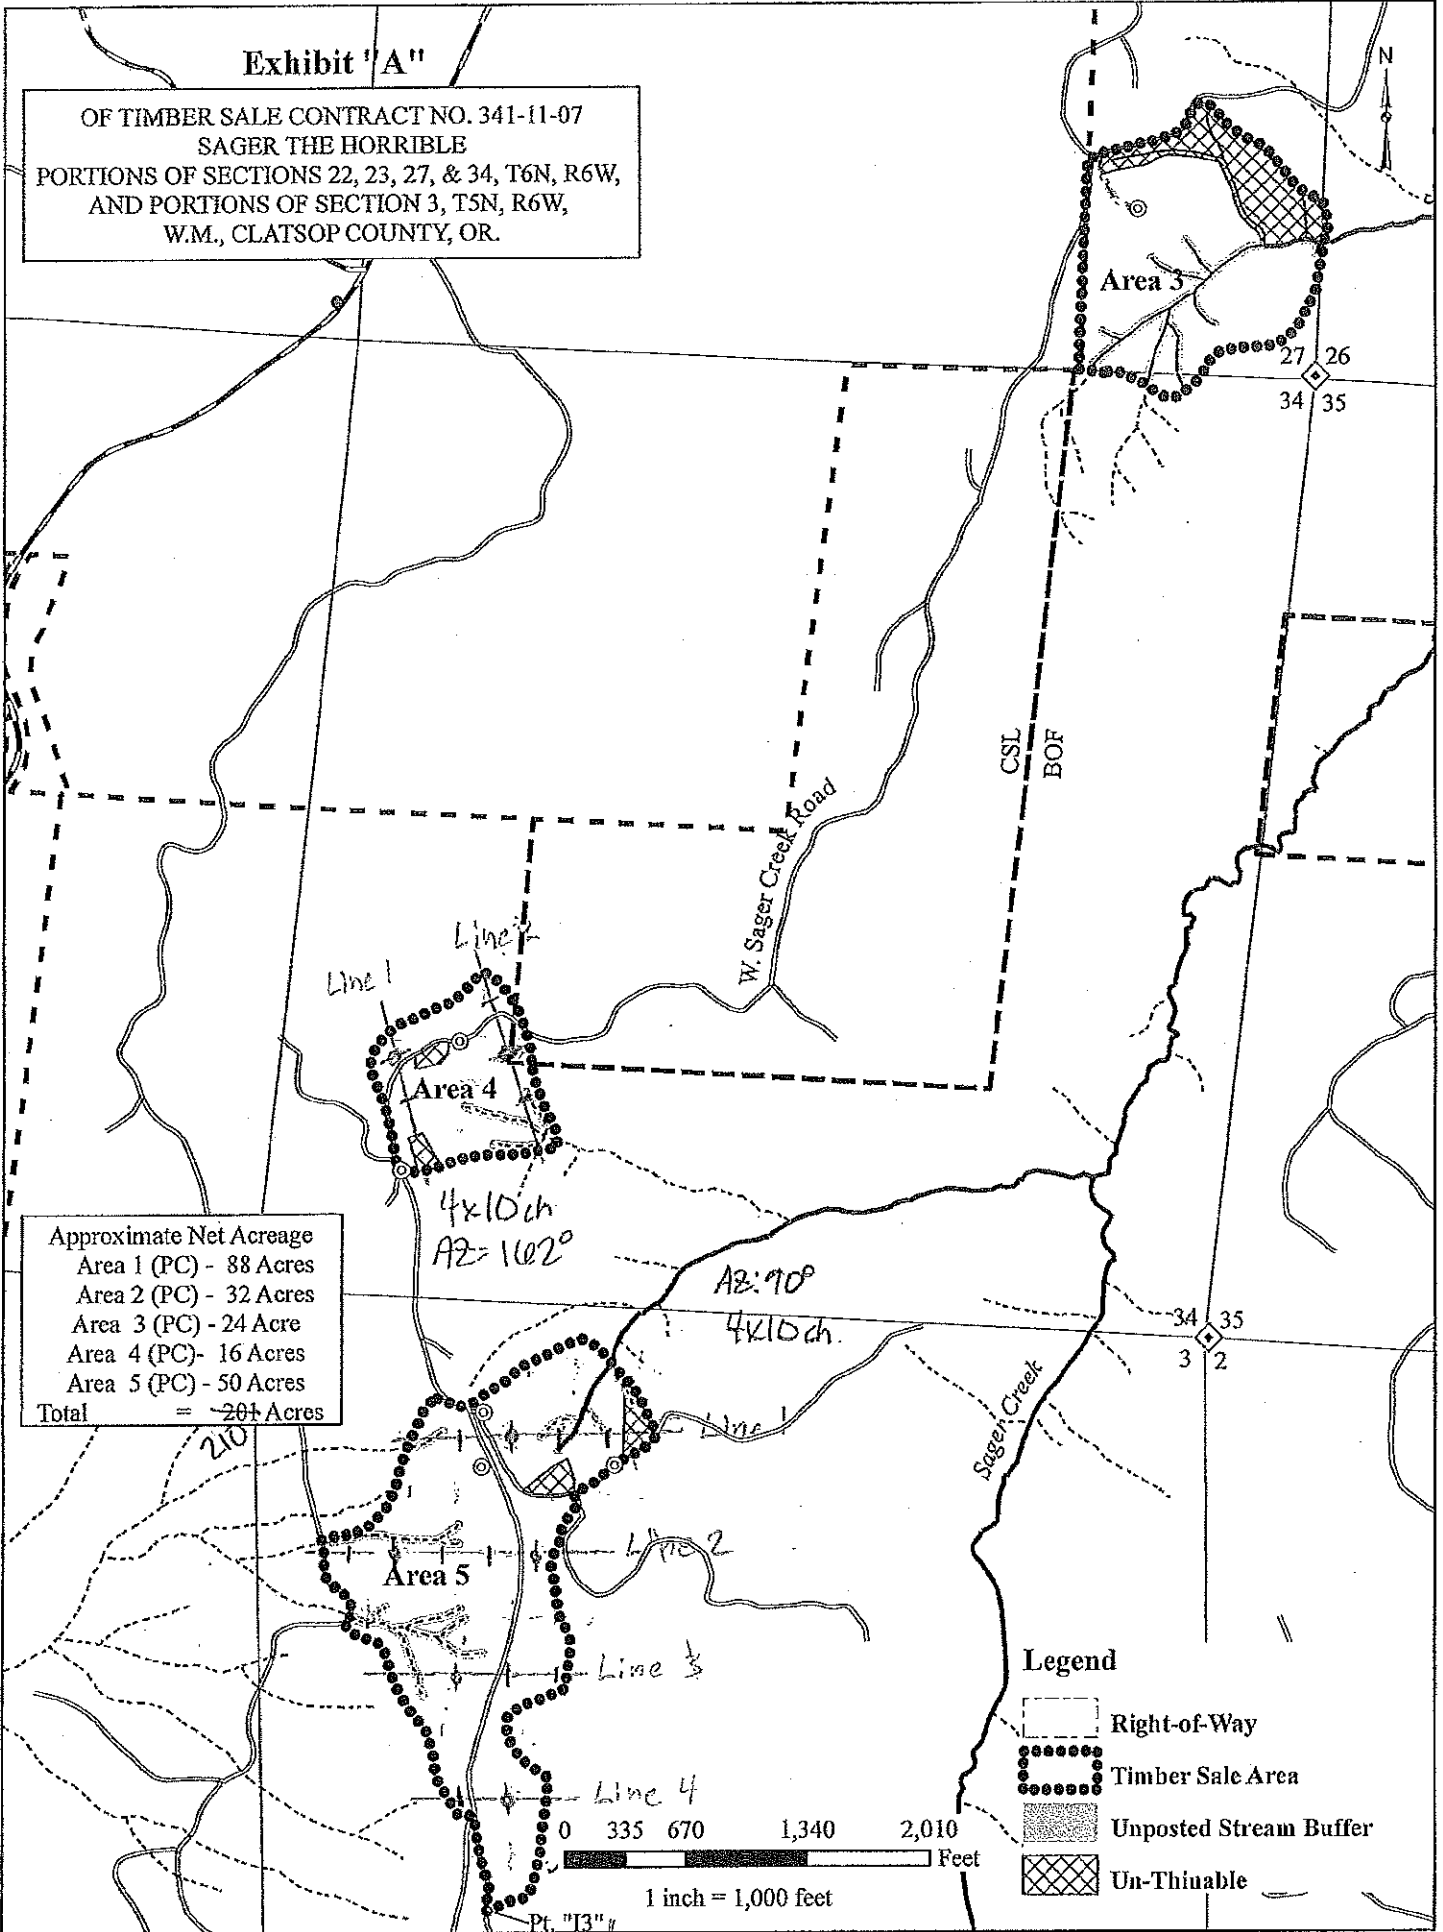 Exhibit "A"
OF TIMBER SALE CONTRACT NO. 341-11-07
SAGER THE HORRIBLE
PORTIONS OF SECTIONS 22, 23, 27, & 34, T6N, R6W,
AND PORTIONS OF SECTION 3, T5N, R6W,
W.M., CLATSOP COUNTY, OR.
N
Area 3
27 26
34 35
CSL
BOF
W. Sager Creek Road
Line 1
Line 2
Area 4
4x10ch
AZ=162°
Approximate Net Acreage
Area 1 (PC) - 88 Acres
Area 2 (PC) - 32 Acres
Area 3 (PC) - 24 Acre
Area 4 (PC)- 16 Acres
Area 5 (PC) - 50 Acres
Total = 201 Acres
210
AZ: 90°
4x10ch.
34 35
3 2
Sager Creek
Line 1
Line 2
Area 5
Line 3
Line 4
0 335 670 1,340 2,010
Feet
1 inch = 1,000 feet
Pt. "I3"
Legend
Right-of-Way
Timber Sale Area
Unposted Stream Buffer
Un-Thinable